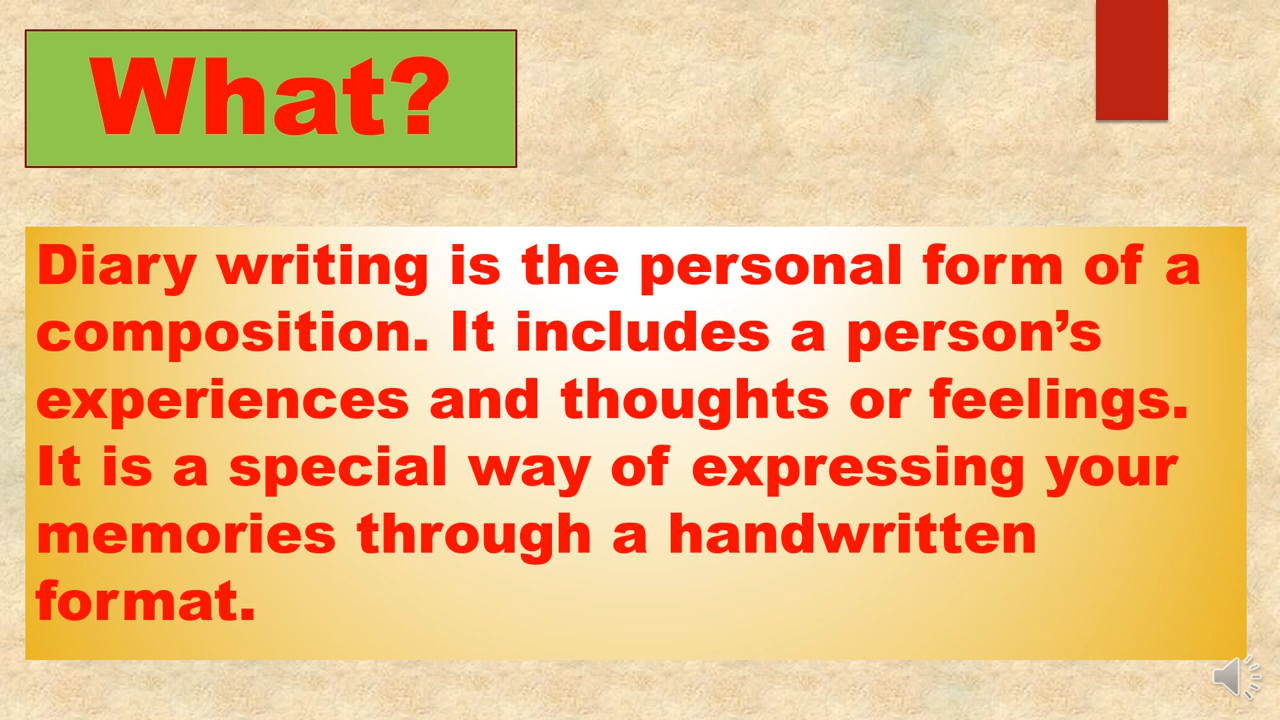 What?
Diary writing is the personal form of a
composition. It includes a person’s
experiences and thoughts or feelings.
It is a special way of expressing your
memories through a handwritten
format.